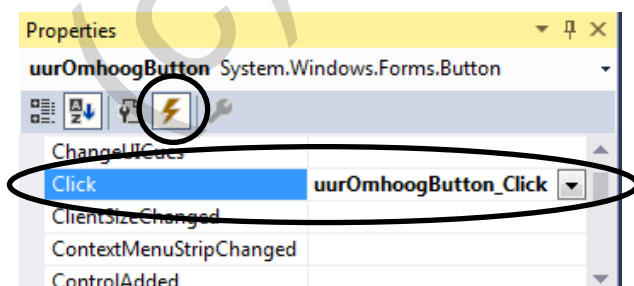 Properties
uurOmhoogButton System.Windows.Forms.Button
ChangeUICues
Click uurOmhoogButton_Click
ClientSizeChanged
ContextMenuStripChanged
ControlAdded
(c)